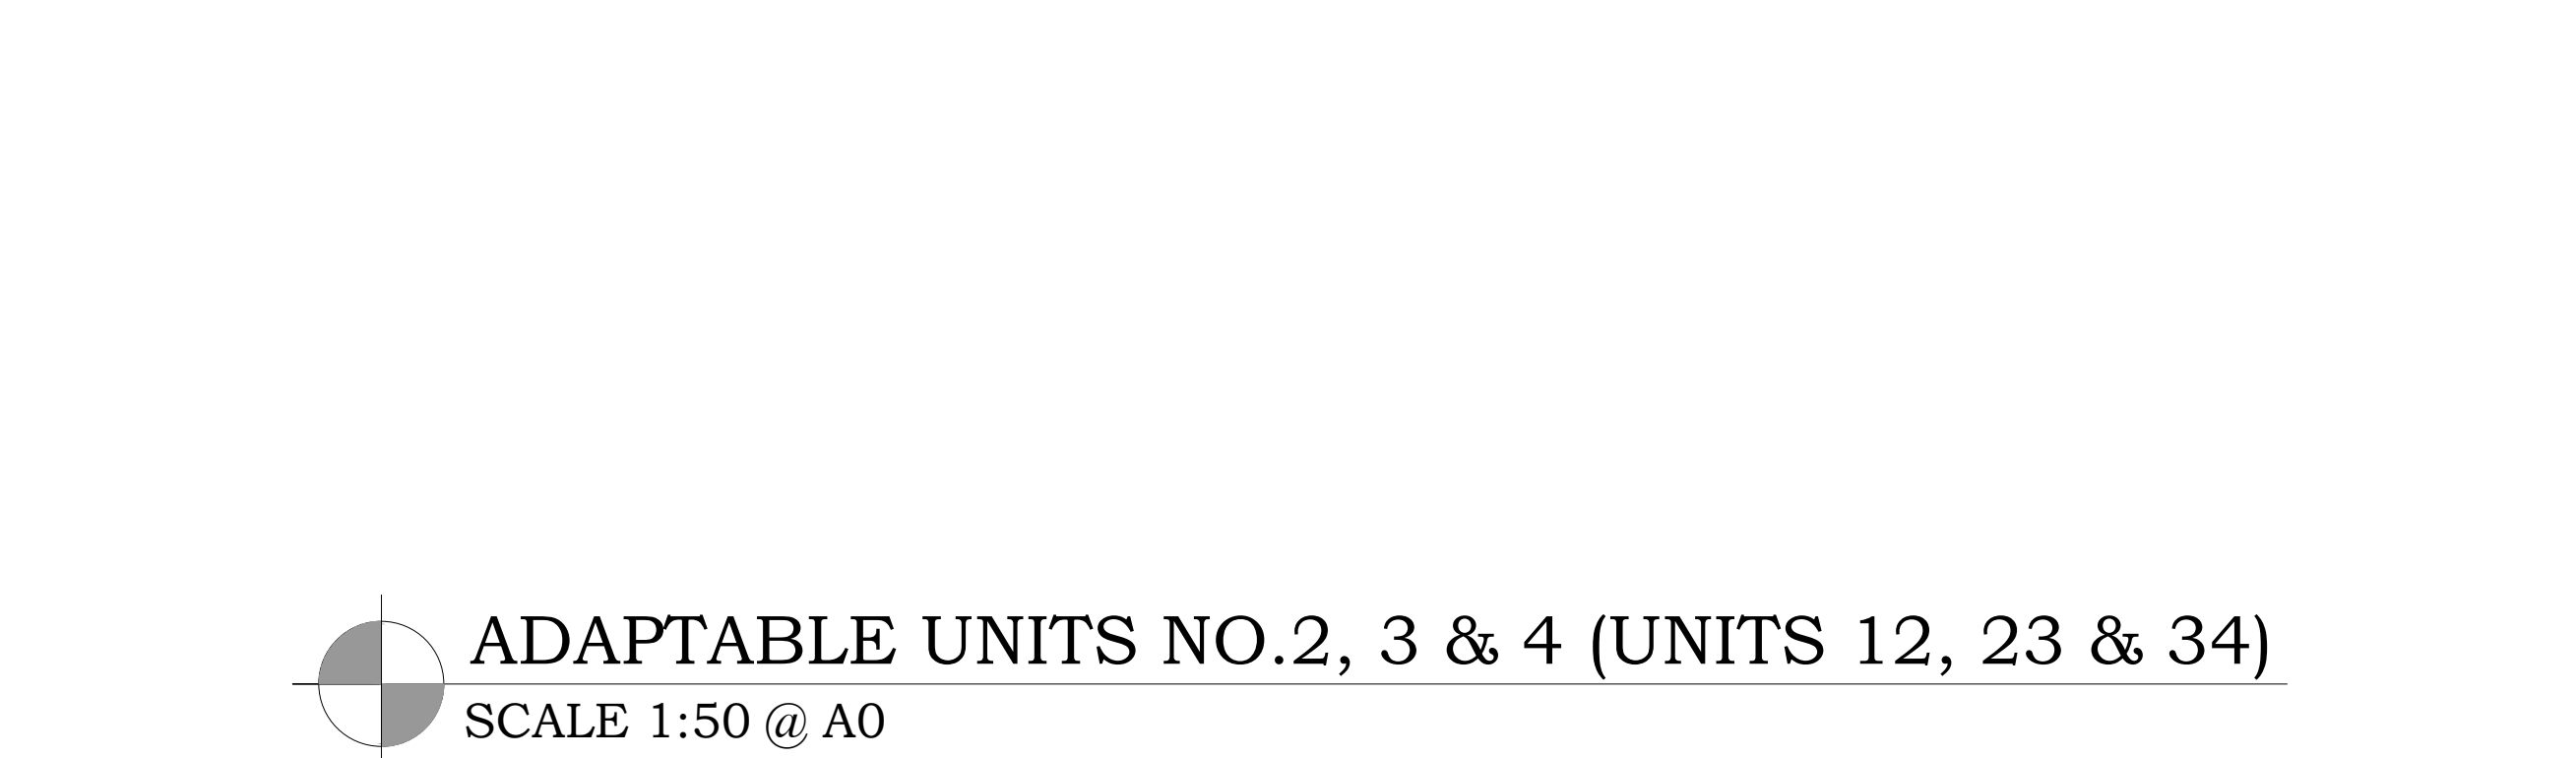 ADAPTABLE UNITS NO.2, 3 & 4 (UNITS 12, 23 & 34)
SCALE 1:50 @ A0